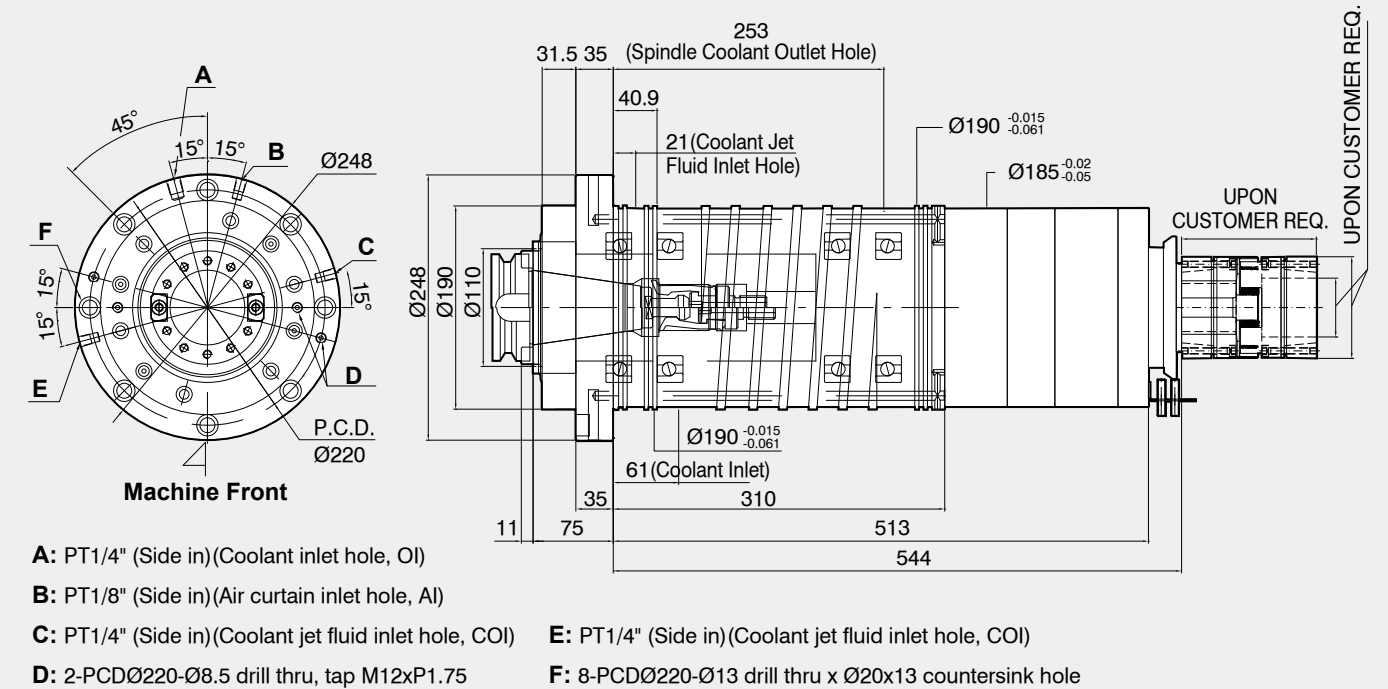 253
(Spindle Coolant Outlet Hole)
31.5
35
40.9
21(Coolant Jet
Fluid Inlet Hole)
Ø190 -0.015
-0.061
Ø185 -0.02
-0.05
UPON
CUSTOMER REQ.
UPON CUSTOMER REQ.
A
45°
15°
15°
B
Ø248
F
C
15°
15°
15°
E
D
P.C.D.
Ø220
Machine Front
Ø248
Ø190
Ø110
Ø190 -0.015
-0.061
61(Coolant Inlet)
35
310
11
75
513
544
A: PT1/4" (Side in)(Coolant inlet hole, OI)
B: PT1/8" (Side in)(Air curtain inlet hole, AI)
C: PT1/4" (Side in)(Coolant jet fluid inlet hole, COI)
E: PT1/4" (Side in)(Coolant jet fluid inlet hole, COI)
D: 2-PCDØ220-Ø8.5 drill thru, tap M12xP1.75
F: 8-PCDØ220-Ø13 drill thru x Ø20x13 countersink hole